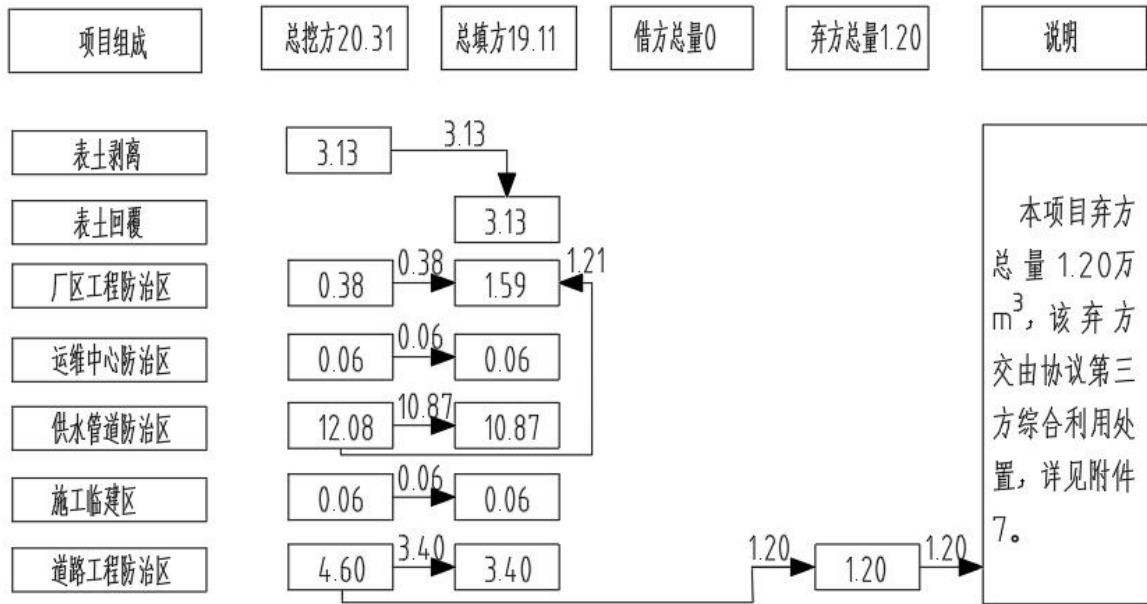 项目组成
总挖方20.31
总填方19.11
借方总量0
弃方总量1.20
说明
表土剥离
3.13
3.13
表土回覆
3.13
厂区工程防治区
0.38
0.38
1.59
1.21
运维中心防治区
0.06
0.06
0.06
供水管道防治区
12.08
10.87
10.87
施工临建区
0.06
0.06
0.06
道路工程防治区
4.60
3.40
3.40
1.20
1.20
1.20
本项目弃方
总量1.20万
m³，该弃方
交由协议第三
方综合利用处
置，详见附件
7。